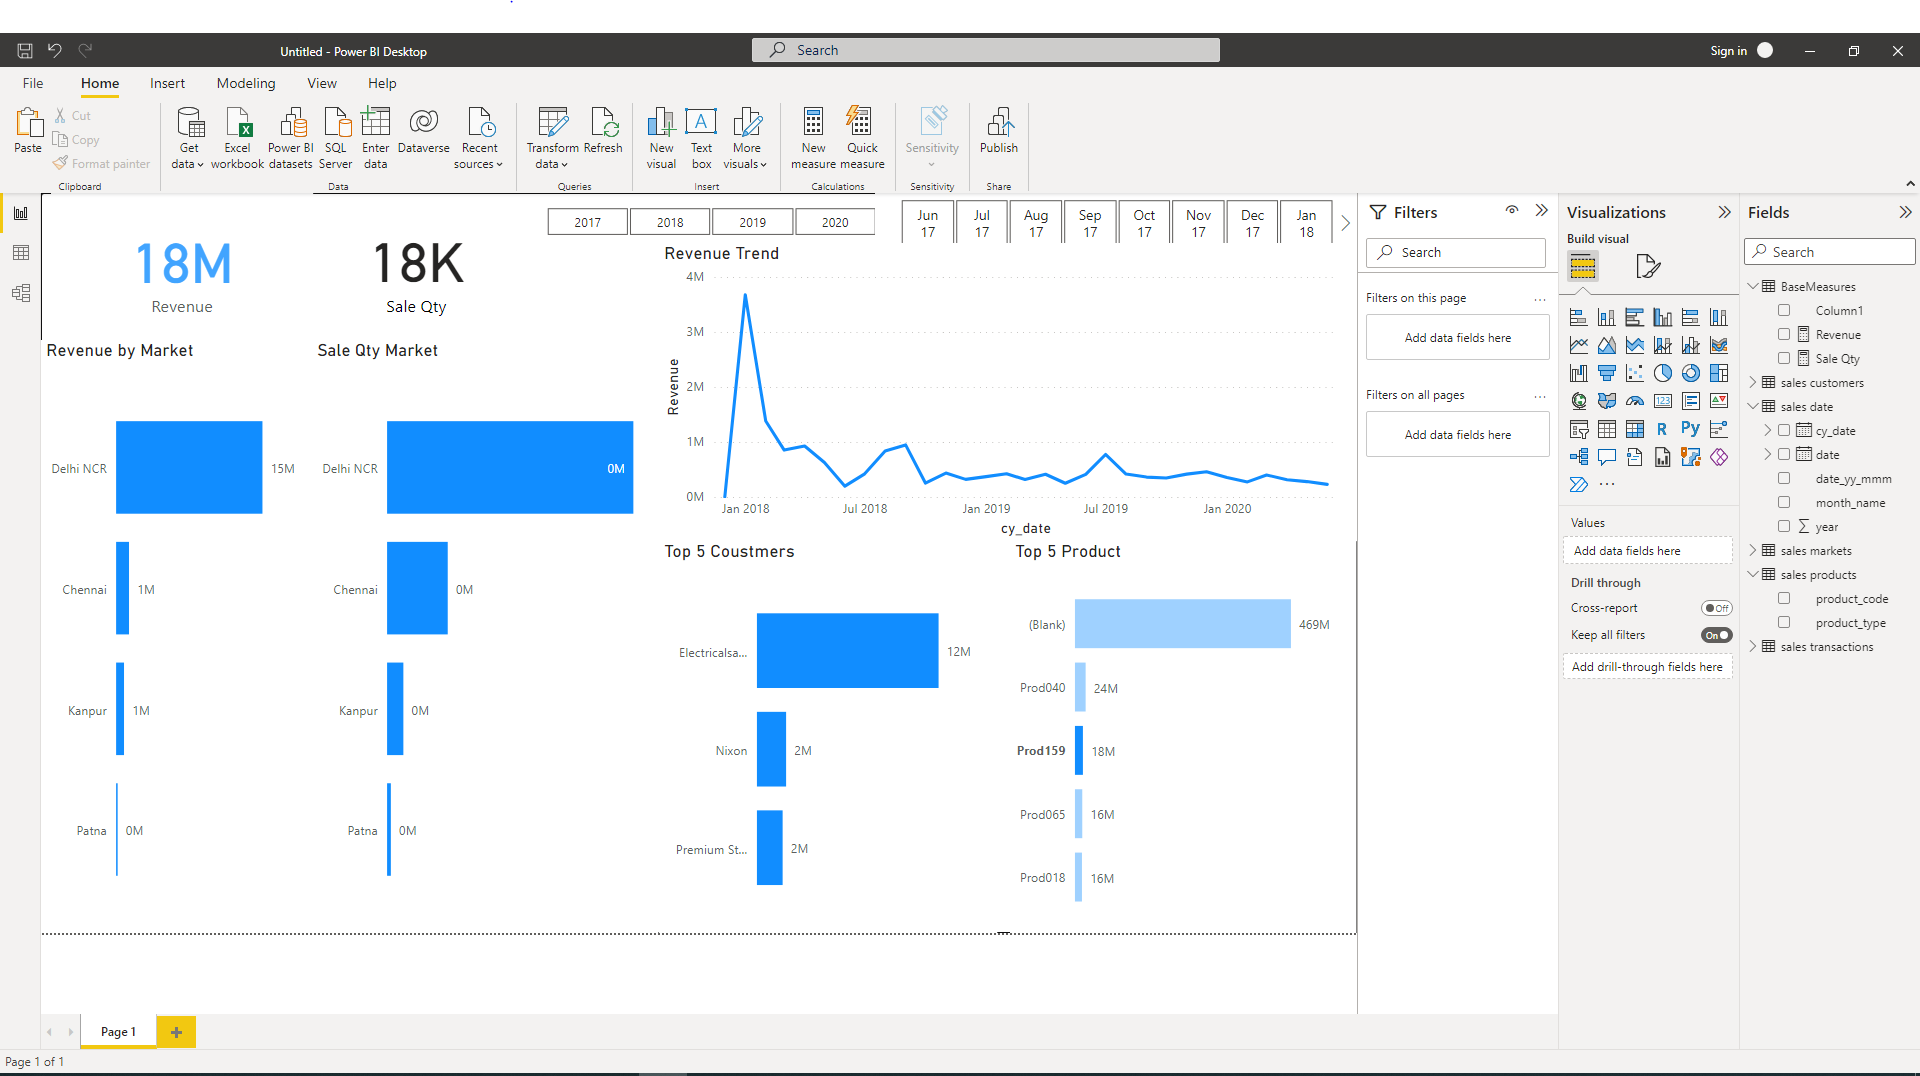 Untitled - Power BI Desktop
Search
Sign in
File
Home
Insert
Modeling
View
Help
Paste
Cut
Copy
Format painter
Clipboard
Get data
Excel workbook
Power BI datasets
SQL Server
Enter data
Dataverse
Recent sources
Data
Transform data
Refresh
Queries
New visual
Text box
More visuals
Insert
New measure
Quick measure
Calculations
Sensitivity
Sensitivity
Publish
Share
18M
Revenue
18K
Sale Qty
2017
2018
2019
2020
Jun 17
Jul 17
Aug 17
Sep 17
Oct 17
Nov 17
Dec 17
Jan 18
Revenue by Market
Delhi NCR 15M
Chennai 1M
Kanpur 1M
Patna 0M
Sale Qty Market
Delhi NCR 0M
Chennai 0M
Kanpur 0M
Patna 0M
Revenue Trend
Revenue
4M
3M
2M
1M
0M
Jan 2018
Jul 2018
Jan 2019
Jul 2019
Jan 2020
cy_date
Top 5 Coustmers
Electricalsa... 12M
Nixon 2M
Premium St... 2M
Top 5 Product
(Blank) 469M
Prod040 24M
Prod159 18M
Prod065 16M
Prod018 16M
Filters
Search
Filters on this page ...
Add data fields here
Filters on all pages ...
Add data fields here
Visualizations
Build visual
123
R
Py
...
Values
Add data fields here
Drill through
Cross-report Off
Keep all filters On
Add drill-through fields here
Fields
Search
BaseMeasures
Column1
Revenue
Sale Qty
sales customers
sales date
cy_date
date
date_yy_mmm
month_name
∑ year
sales markets
sales products
product_code
product_type
sales transactions
Page 1
+
Page 1 of 1